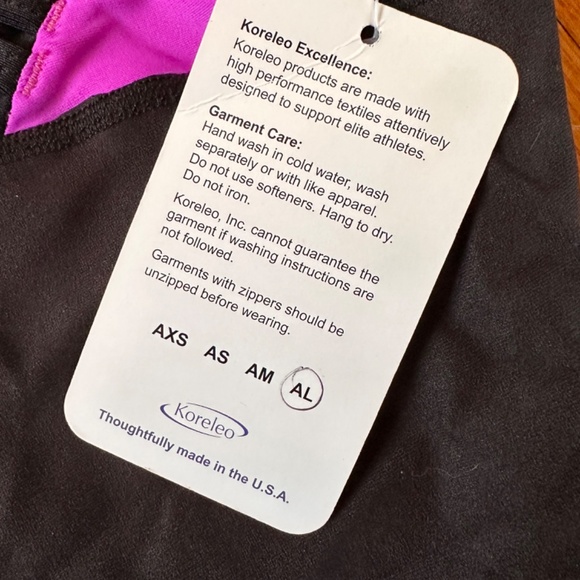 Koreleo Excellence:
Koreleo products are made with
high performance textiles attentively
designed to support elite athletes.
Garment Care:
Hand wash in cold water, wash
separately or with like apparel.
Do not use softeners. Hang to dry.
Do not iron.
Koreleo, Inc. cannot guarantee the
garment if washing instructions are
not followed.
Garments with zippers should be
unzipped before wearing.
AXS AS AM AL
Koreleo
Thoughtfully made in the U.S.A.